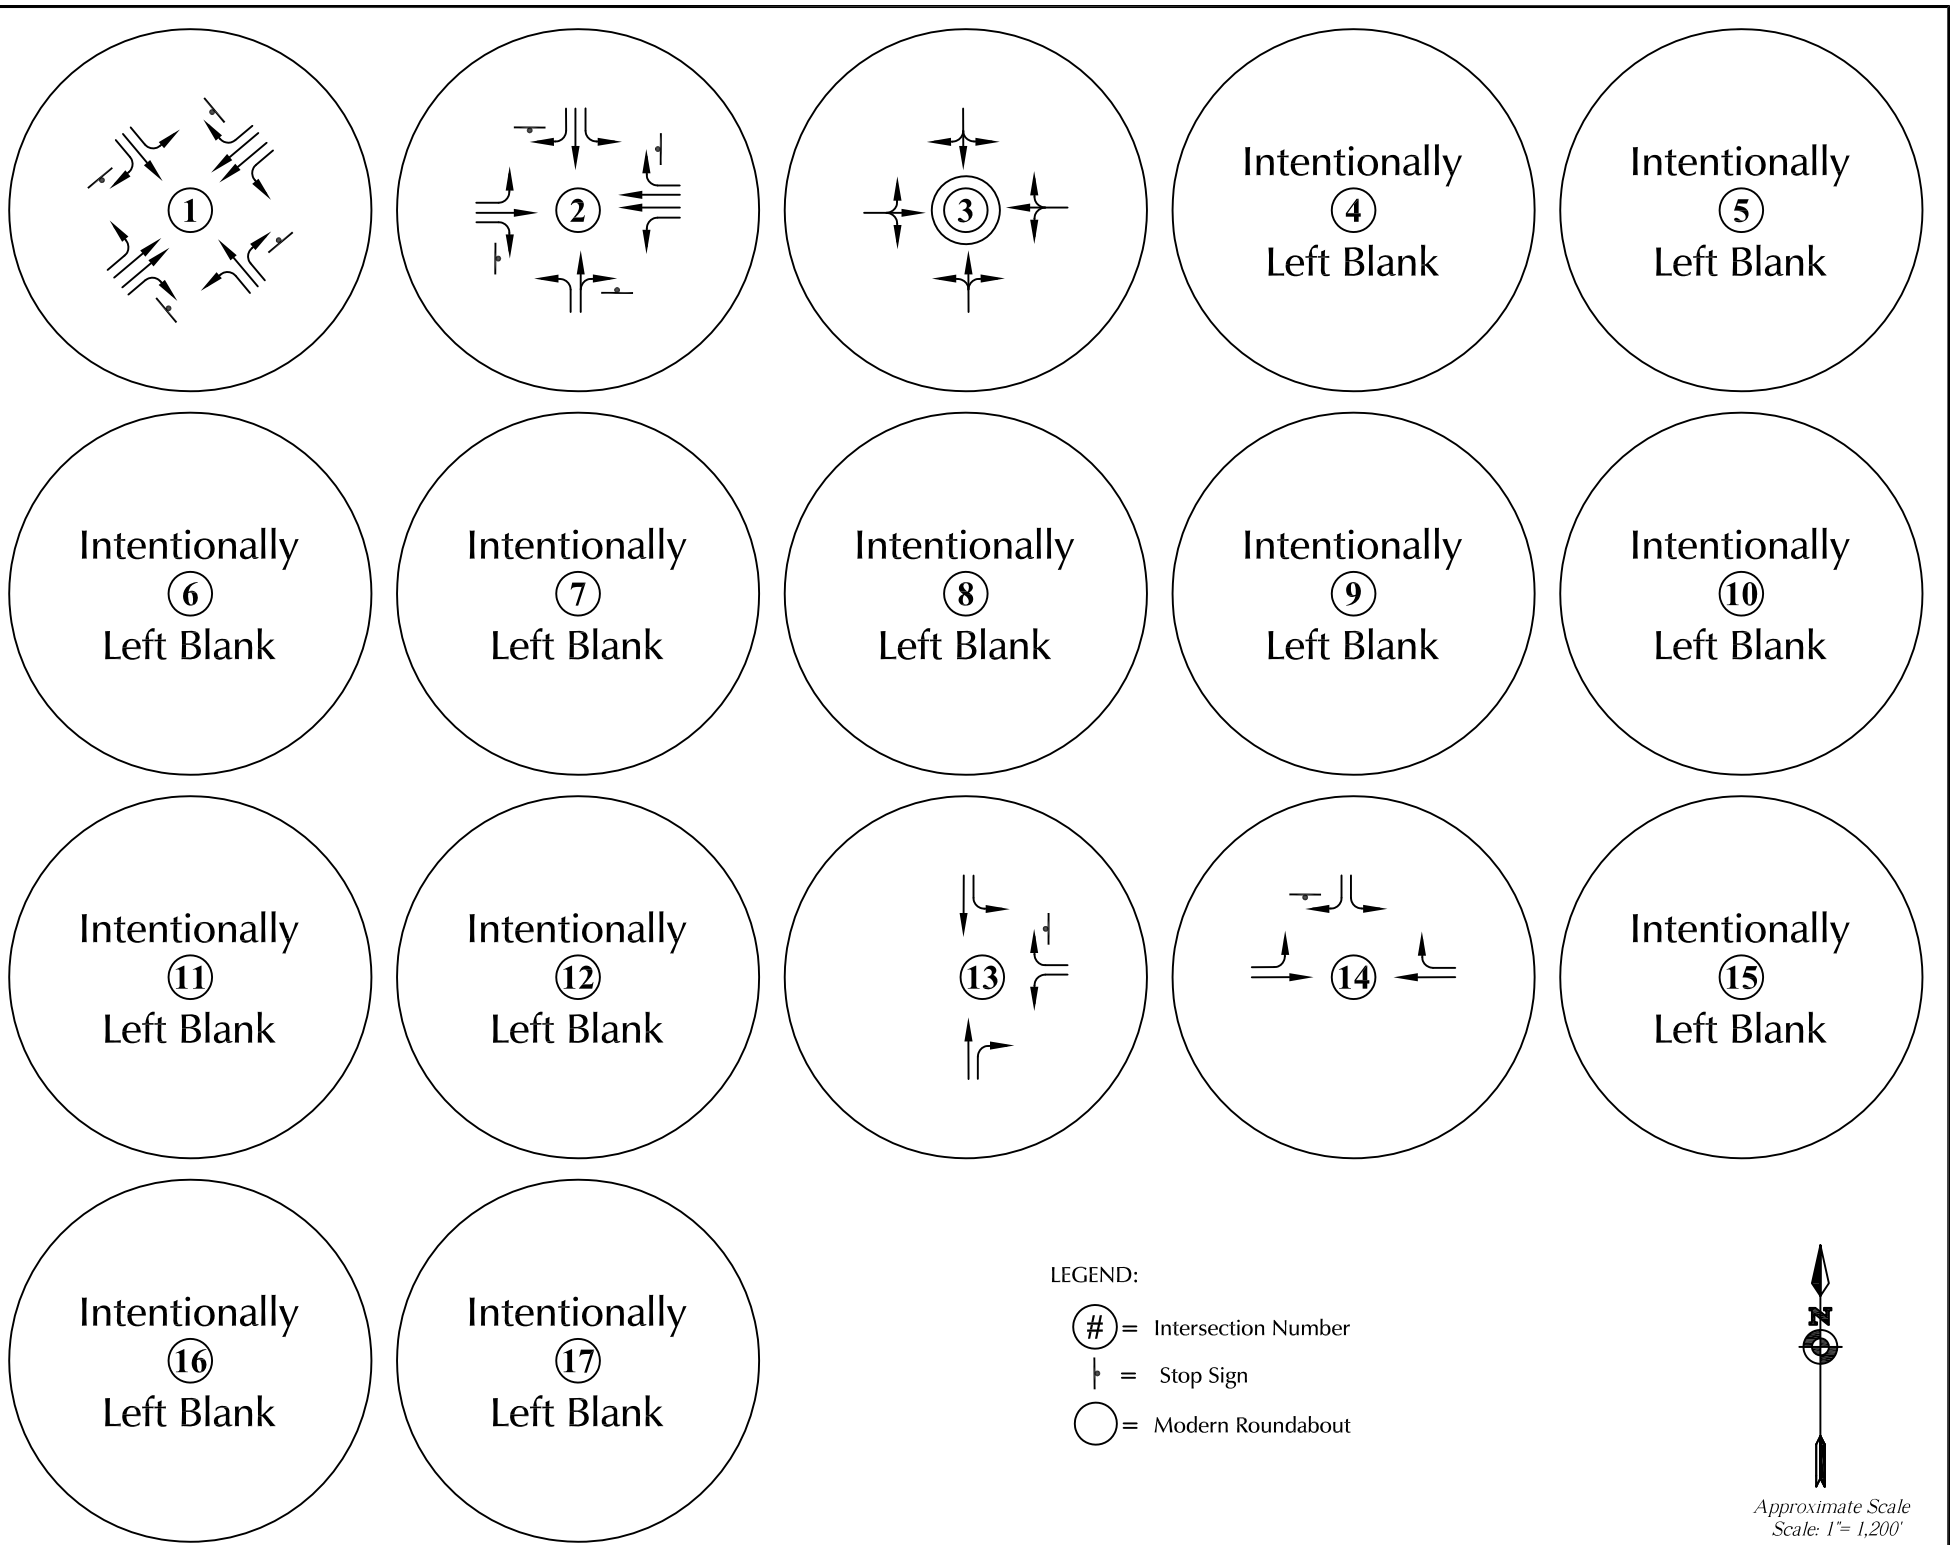 1
2
3
Intentionally
4
Left Blank
Intentionally
5
Left Blank
Intentionally
6
Left Blank
Intentionally
7
Left Blank
Intentionally
8
Left Blank
Intentionally
9
Left Blank
Intentionally
10
Left Blank
Intentionally
11
Left Blank
Intentionally
12
Left Blank
13
14
Intentionally
15
Left Blank
Intentionally
16
Left Blank
Intentionally
17
Left Blank
LEGEND:
# = Intersection Number
= Stop Sign
= Modern Roundabout
N
Approximate Scale
Scale: 1"= 1,200'